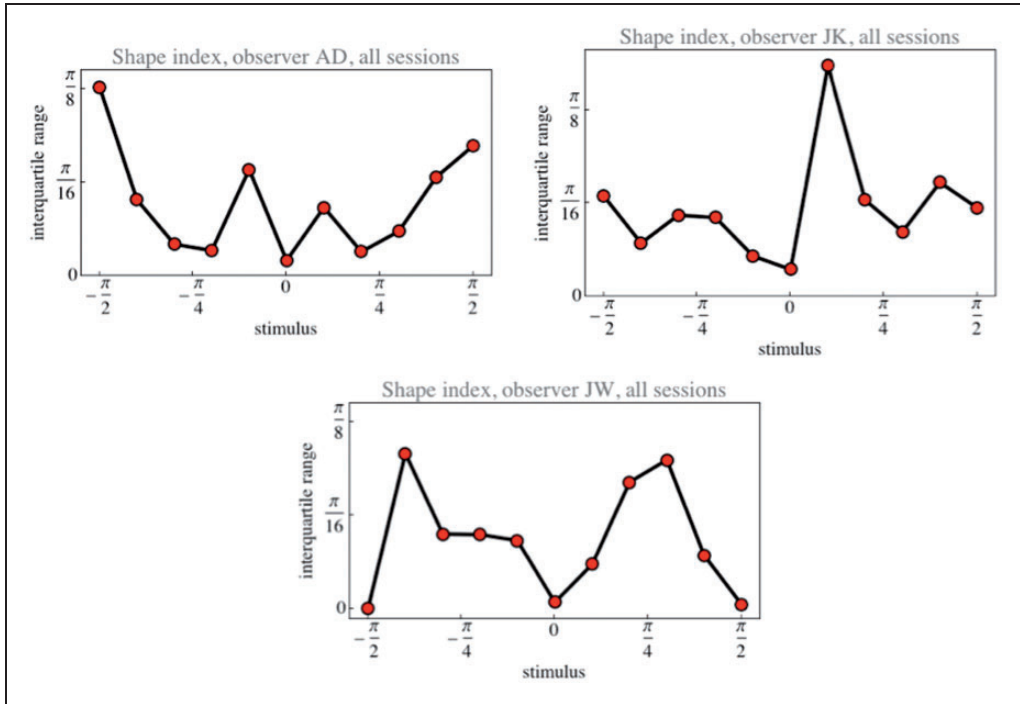 Shape index, observer AD, all sessions
interquartile range
π/8
π/16
0
−π/2
−π/4
0
π/4
π/2
stimulus
Shape index, observer JK, all sessions
interquartile range
π/8
π/16
0
−π/2
−π/4
0
π/4
π/2
stimulus
Shape index, observer JW, all sessions
interquartile range
π/8
π/16
0
−π/2
−π/4
0
π/4
π/2
stimulus